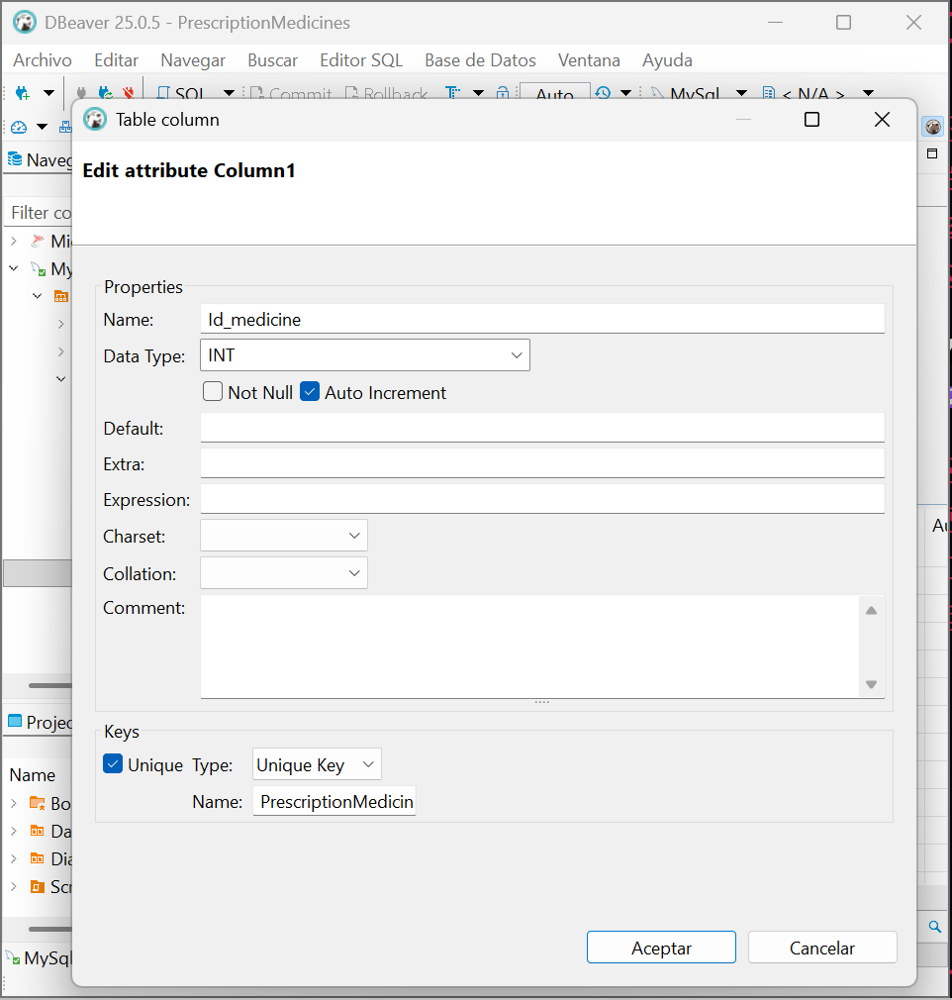 DBeaver 25.0.5 - PrescriptionMedicines
Archivo Editar Navegar Buscar Editor SQL Base de Datos Ventana Ayuda
SQL Commit Rollback Auto MySql < N/A >
Table column
Edit attribute Column1
Naveg
Filter co
Mi
My
Properties
Name: Id_medicine
Data Type: INT
Not Null Auto Increment
Default:
Extra:
Expression:
Charset:
Collation:
Comment:
Au
Projec
Name
Bo
Da
Dia
Scr
Keys
Unique Type: Unique Key
Name: PrescriptionMedicin
Aceptar Cancelar
MySql